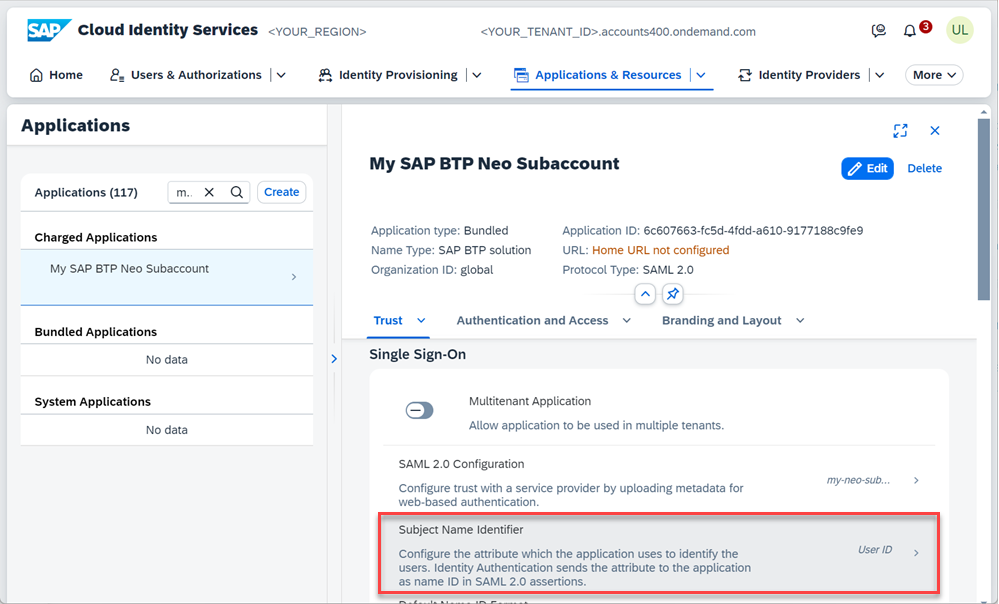 SAP Cloud Identity Services <YOUR_REGION> <YOUR_TENANT_ID>.accounts400.ondemand.com 3 UL
Home Users & Authorizations Identity Provisioning Applications & Resources Identity Providers More
Applications
Applications (117) m.. Create
Charged Applications
My SAP BTP Neo Subaccount
Bundled Applications
No data
System Applications
No data
My SAP BTP Neo Subaccount
Edit Delete
Application type: Bundled
Name Type: SAP BTP solution
Organization ID: global
Application ID: 6c607663-fc5d-4fdd-a610-9177188c9fe9
URL: Home URL not configured
Protocol Type: SAML 2.0
Trust Authentication and Access Branding and Layout
Single Sign-On
Multitenant Application
Allow application to be used in multiple tenants.
SAML 2.0 Configuration
Configure trust with a service provider by uploading metadata for
web-based authentication.
my-neo-sub...
Subject Name Identifier
Configure the attribute which the application uses to identify the
users. Identity Authentication sends the attribute to the application
as name ID in SAML 2.0 assertions.
User ID
Default Name ID Format